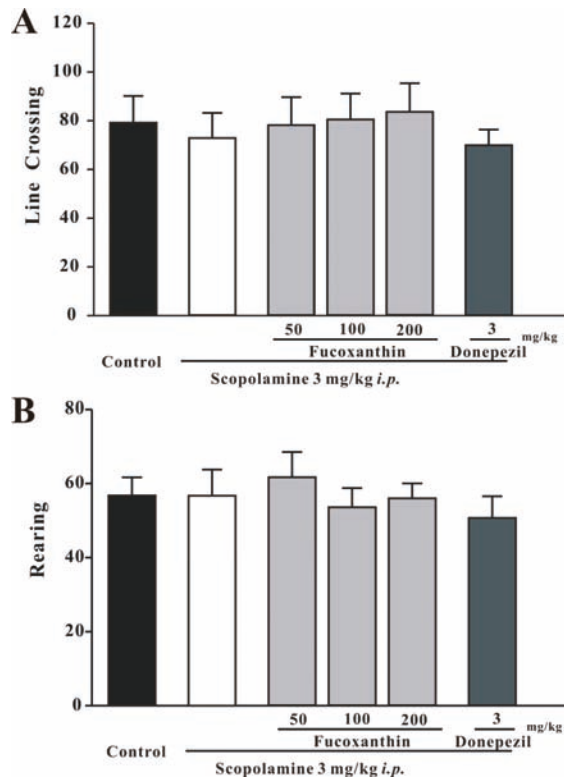 A
120
100
80
60
40
20
0
Line Crossing
50 100 200 3 mg/kg
Fucoxanthin Donepezil
Control
Scopolamine 3 mg/kg i.p.
B
80
60
40
20
0
Rearing
50 100 200 3 mg/kg
Fucoxanthin Donepezil
Control
Scopolamine 3 mg/kg i.p.